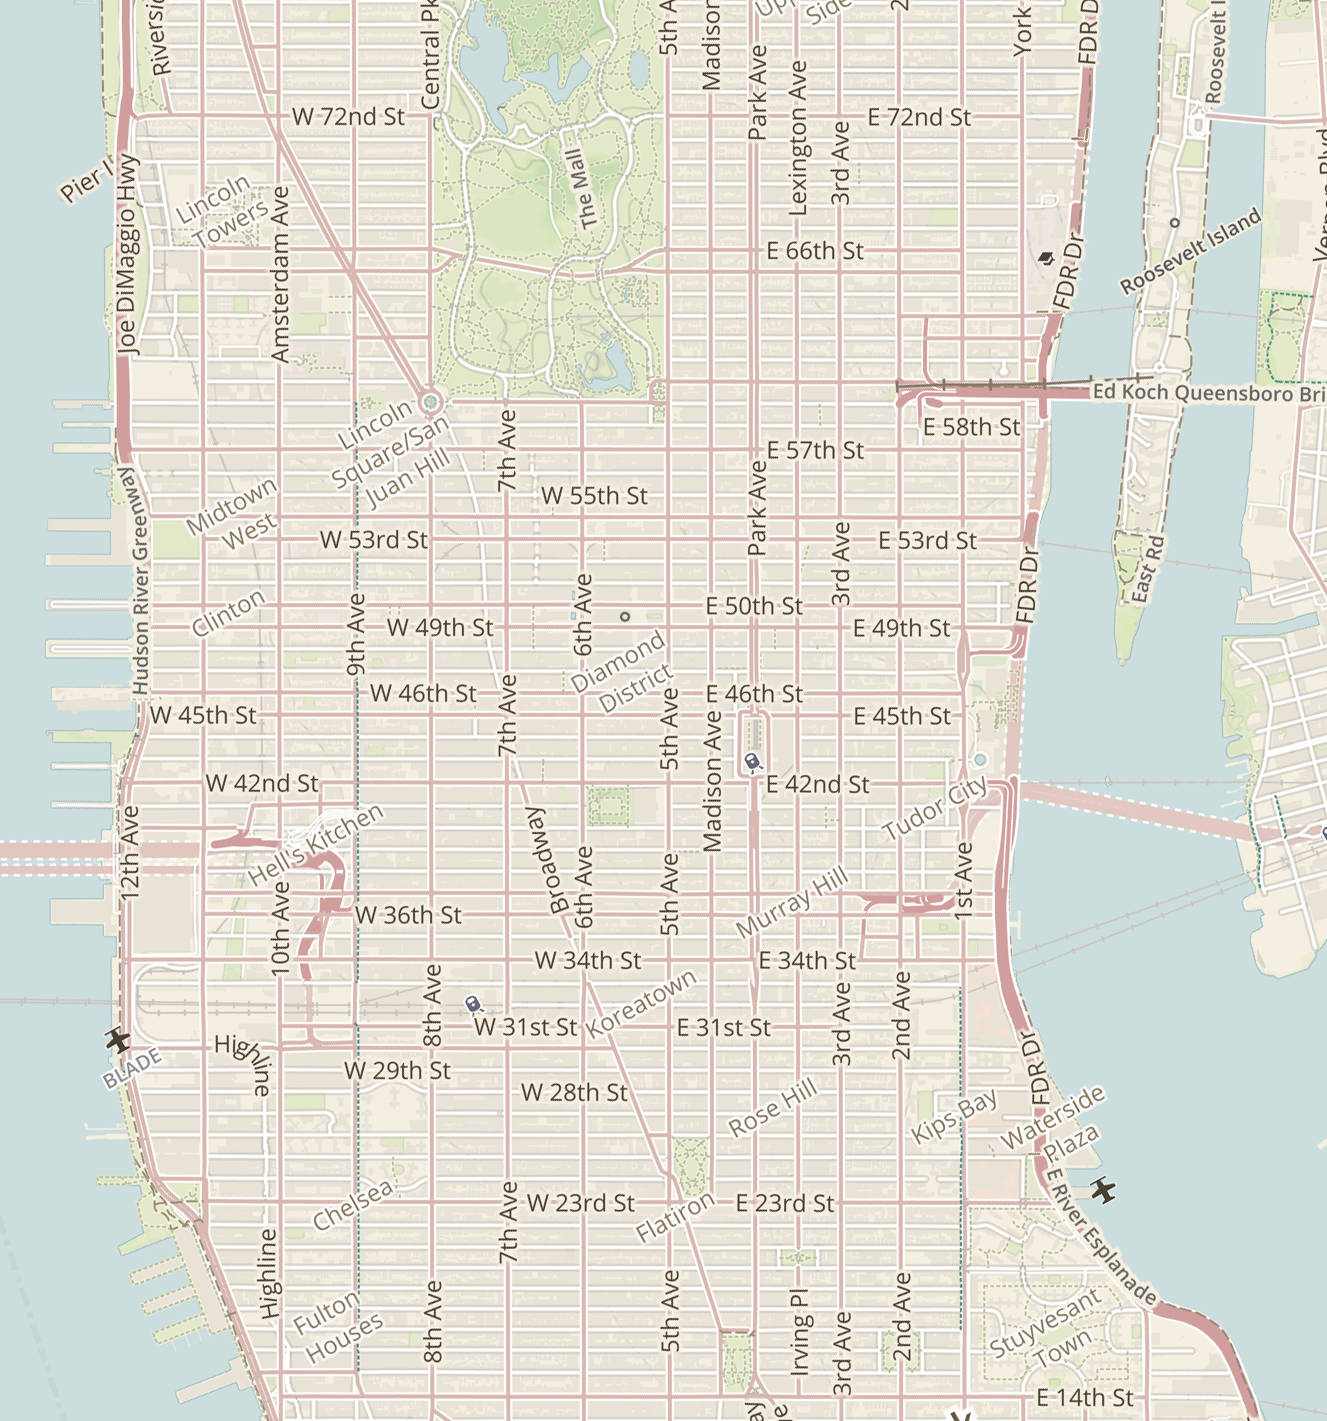 5th A
Madison
Upp
Side
2
York
FDR D
Roosevelt I
Riversid
Central Pk
Park Ave
Lexington Ave
3rd Ave
W 72nd St
E 72nd St
Pier I
The Mall
Lincoln
Towers
Joe DiMaggio Hwy
Amsterdam Ave
E 66th St
FDR Dr
Roosevelt Island
Vernon Blvd
Ed Koch Queensboro Bri
Lincoln
Square/San
Juan Hill
7th Ave
E 58th St
E 57th St
Park Ave
W 55th St
Midtown
West
Hudson River Greenway
W 53rd St
E 53rd St
3rd Ave
FDR Dr
East Rd
Clinton
9th Ave
6th Ave
E 50th St
W 49th St
E 49th St
Diamond
District
W 46th St
E 46th St
W 45th St
7th Ave
5th Ave
Madison Ave
E 45th St
W 42nd St
E 42nd St
Tudor City
12th Ave
Hell's Kitchen
Broadway
6th Ave
5th Ave
Murray Hill
1st Ave
10th Ave
W 36th St
W 34th St
E 34th St
8th Ave
Koreatown
3rd Ave
2nd Ave
W 31st St
E 31st St
BLADE
Highline
W 29th St
W 28th St
FDR Dr
Rose Hill
Kips Bay
Waterside
Plaza
Chelsea
7th Ave
W 23rd St
Flatiron
E 23rd St
E River Esplanade
Highline
Fulton
Houses
8th Ave
5th Ave
Irving Pl
3rd Ave
2nd Ave
Stuyvesant
Town
E 14th St
ay
e